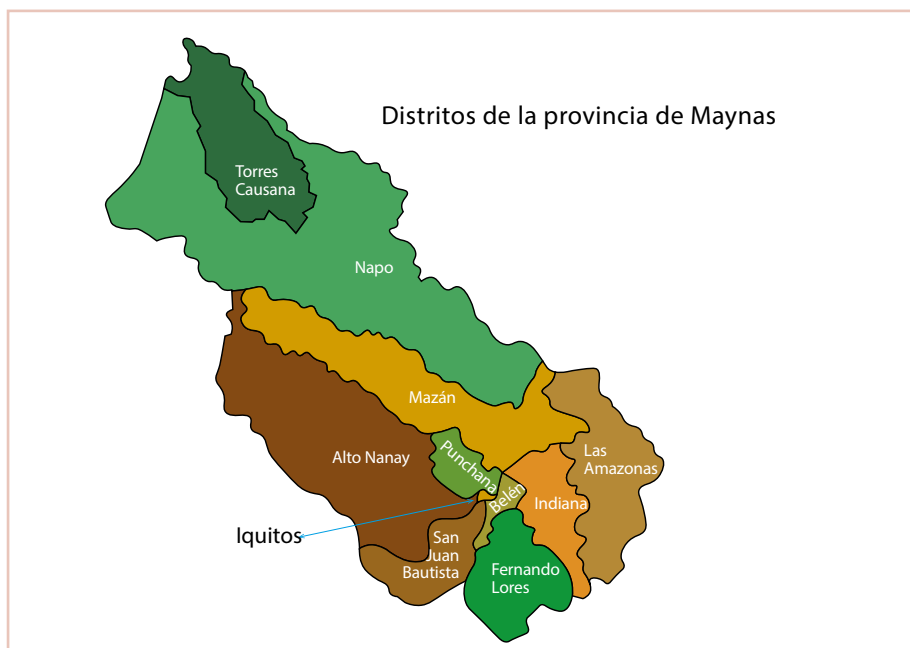 Distritos de la provincia de Maynas
Torres
Causana
Napo
Mazán
Alto Nanay
Punchana
Las
Amazonas
Belén
Indiana
Iquitos
San
Juan
Bautista
Fernando
Lores